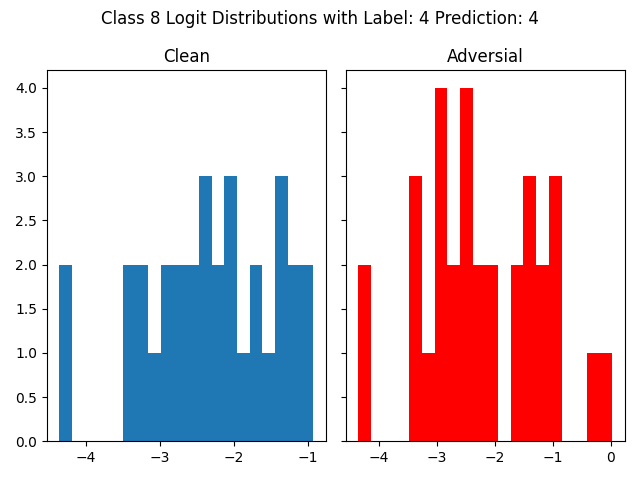 Class 8 Logit Distributions with Label: 4 Prediction: 4
Clean
Adversial
4.0
3.5
3.0
2.5
2.0
1.5
1.0
0.5
0.0
−4 −3 −2 −1
−4 −3 −2 −1 0